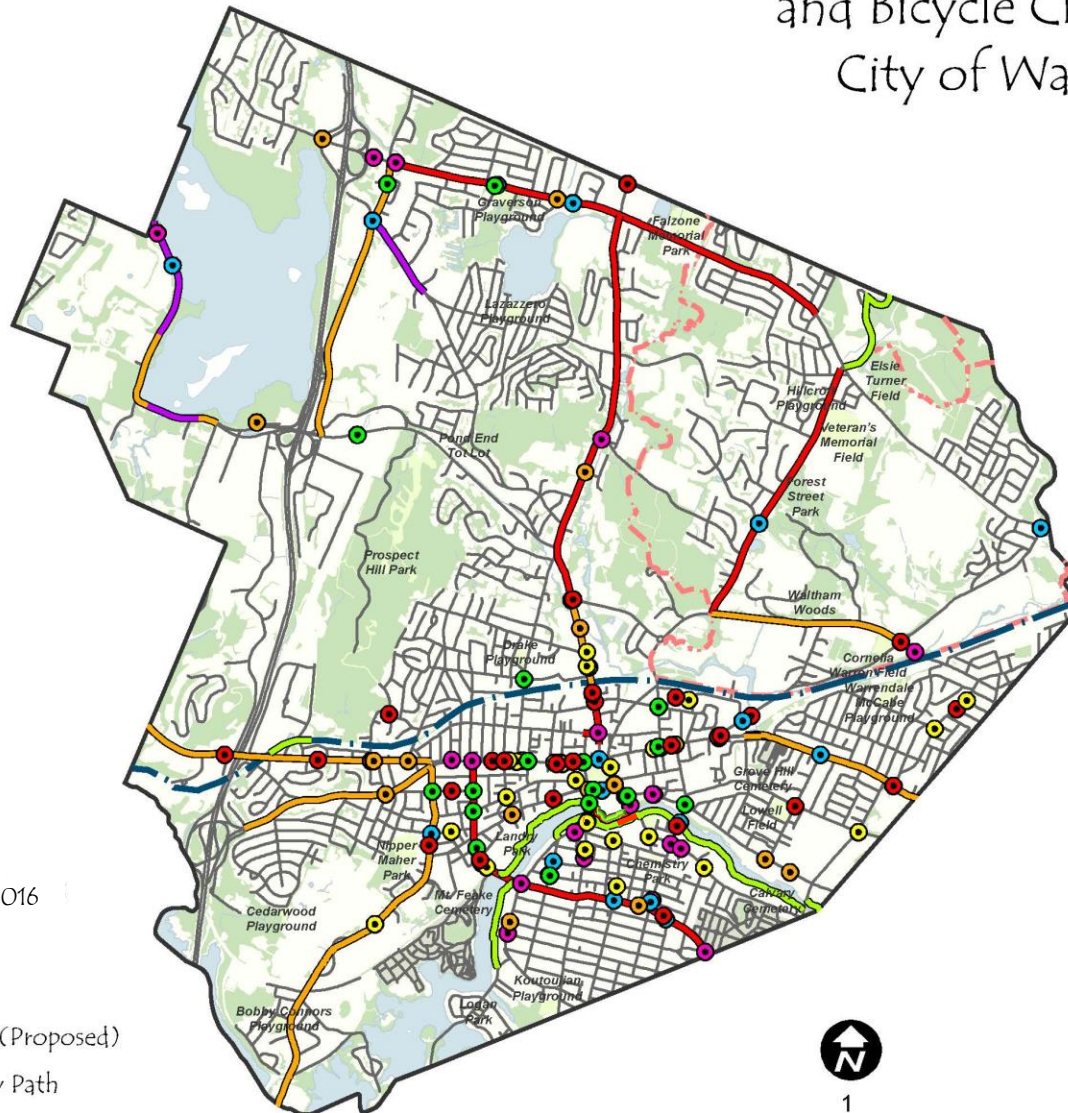 and Bicycle C
City of Wa
Graverson
Playground
Falzone
Memorial
Park
Lazazzero
Playground
Elsie
Turner
Field
Hillcroft
Playground
Veteran's
Memorial
Field
Pond End
Tot Lot
Forest
Street
Park
Prospect
Hill Park
Waltham
Woods
Drake
Playground
Cornelia
Warren Field
Warrendale
McCabe
Playground
Grove Hill
Cemetery
Lowell
Field
Landry
Park
Nipper
Maher
Park
Chemistry
Park
Mt. Feake
Cemetery
Calvary
Cemetery
016
Cedarwood
Playground
Koutoujian
Playground
Logan
Park
Bobby Connors
Playground
(Proposed)
Path
N
1